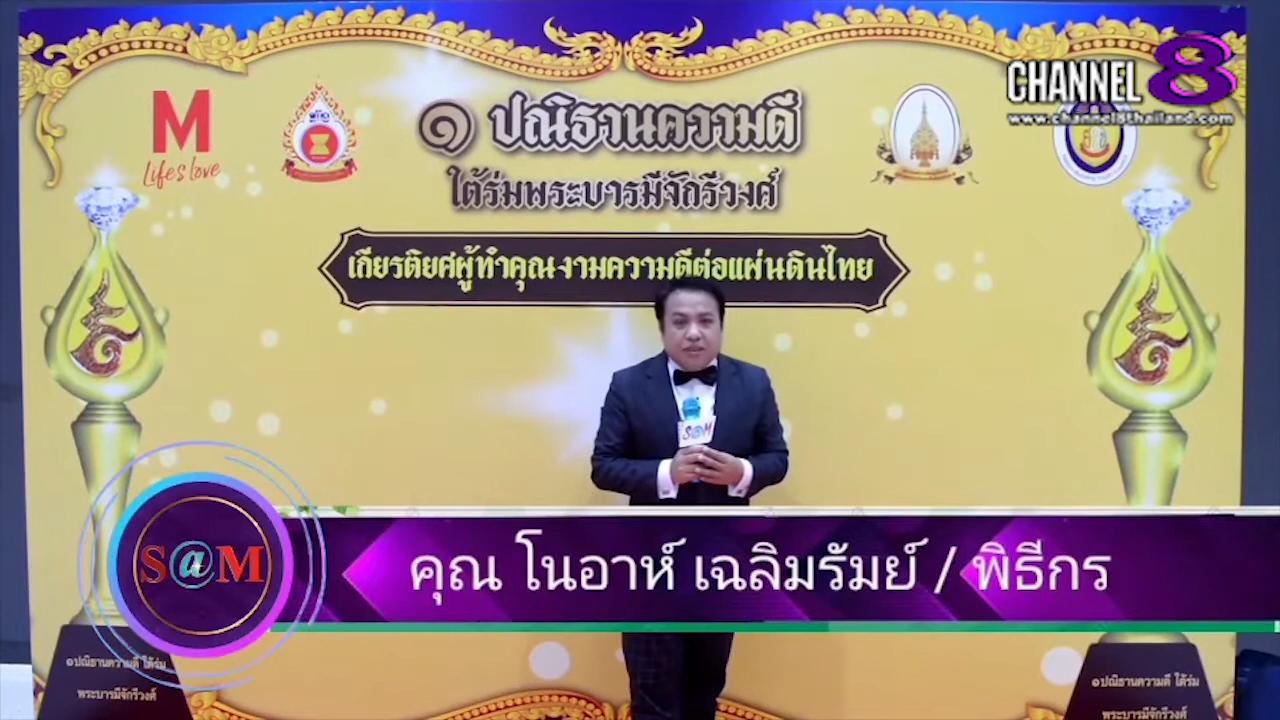 CHANNEL 8
www.channel8thailand.com
M
Life's love
๑ ปณิธานความดี
ใต้ร่มพระบารมีจักรีวงศ์
เกียรติยศผู้ทำคุณงามความดีต่อแผ่นดินไทย
S@M
S@M
คุณ โนอาห์ เฉลิมรัมย์ / พิธีกร
๑ปณิธานความดี ใต้ร่ม
พระบารมีจักรีวงศ์
๑ปณิธานความดี ใต้ร่ม
พระบารมีจักรีวงศ์